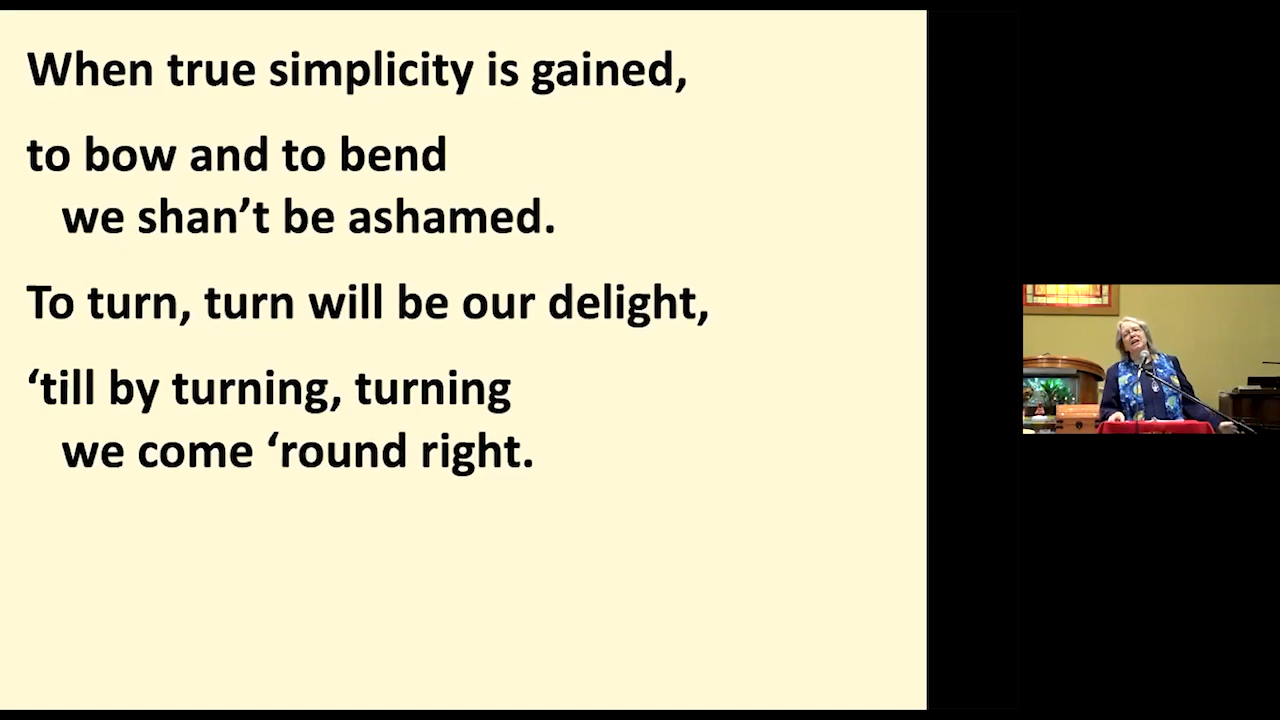 When true simplicity is gained,
to bow and to bend
we shan’t be ashamed.
To turn, turn will be our delight,
‘till by turning, turning
we come ‘round right.